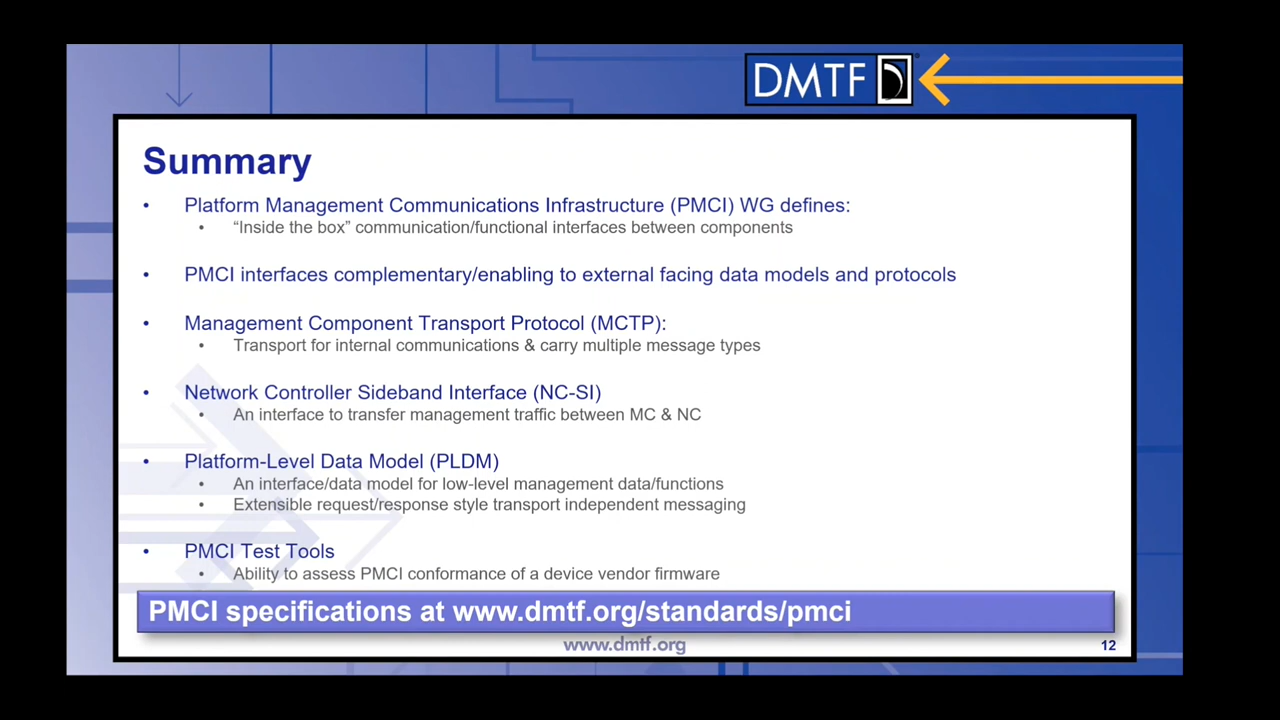 DMTF
Summary
• Platform Management Communications Infrastructure (PMCI) WG defines:
• “Inside the box” communication/functional interfaces between components
• PMCI interfaces complementary/enabling to external facing data models and protocols
• Management Component Transport Protocol (MCTP):
• Transport for internal communications & carry multiple message types
• Network Controller Sideband Interface (NC-SI)
• An interface to transfer management traffic between MC & NC
• Platform-Level Data Model (PLDM)
• An interface/data model for low-level management data/functions
• Extensible request/response style transport independent messaging
• PMCI Test Tools
• Ability to assess PMCI conformance of a device vendor firmware
PMCI specifications at www.dmtf.org/standards/pmci
www.dmtf.org
12